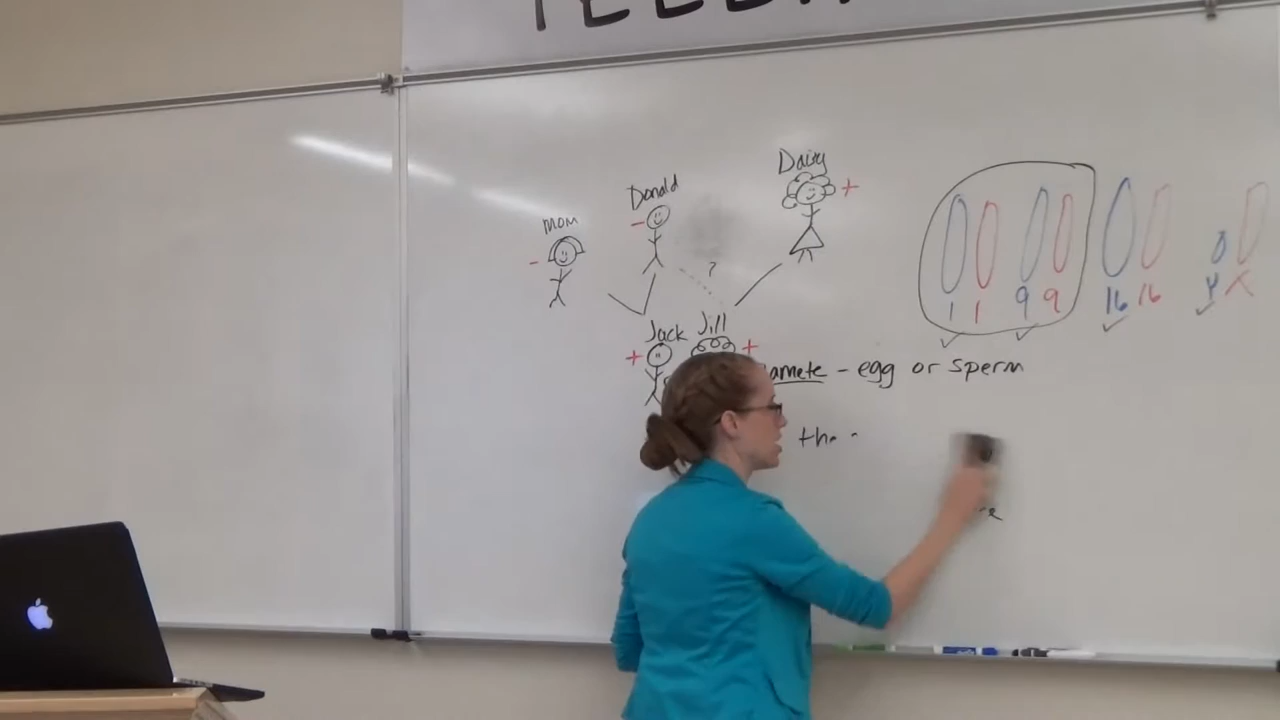 Daisy
Donald
Mom
- - +
?
1 1 9 9 16 16 Y X
Jack Jill
+ +
amete - egg or sperm
the